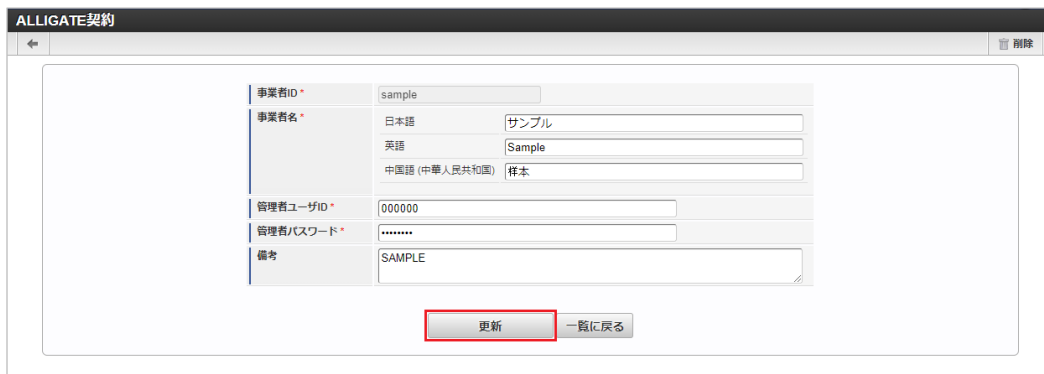 ALLIGATE契約
削除
事業者ID *
sample
事業者名 *
日本語
サンプル
英語
Sample
中国語 (中華人民共和国)
样本
管理者ユーザID *
000000
管理者パスワード *
••••••••
備考
SAMPLE
更新
一覧に戻る